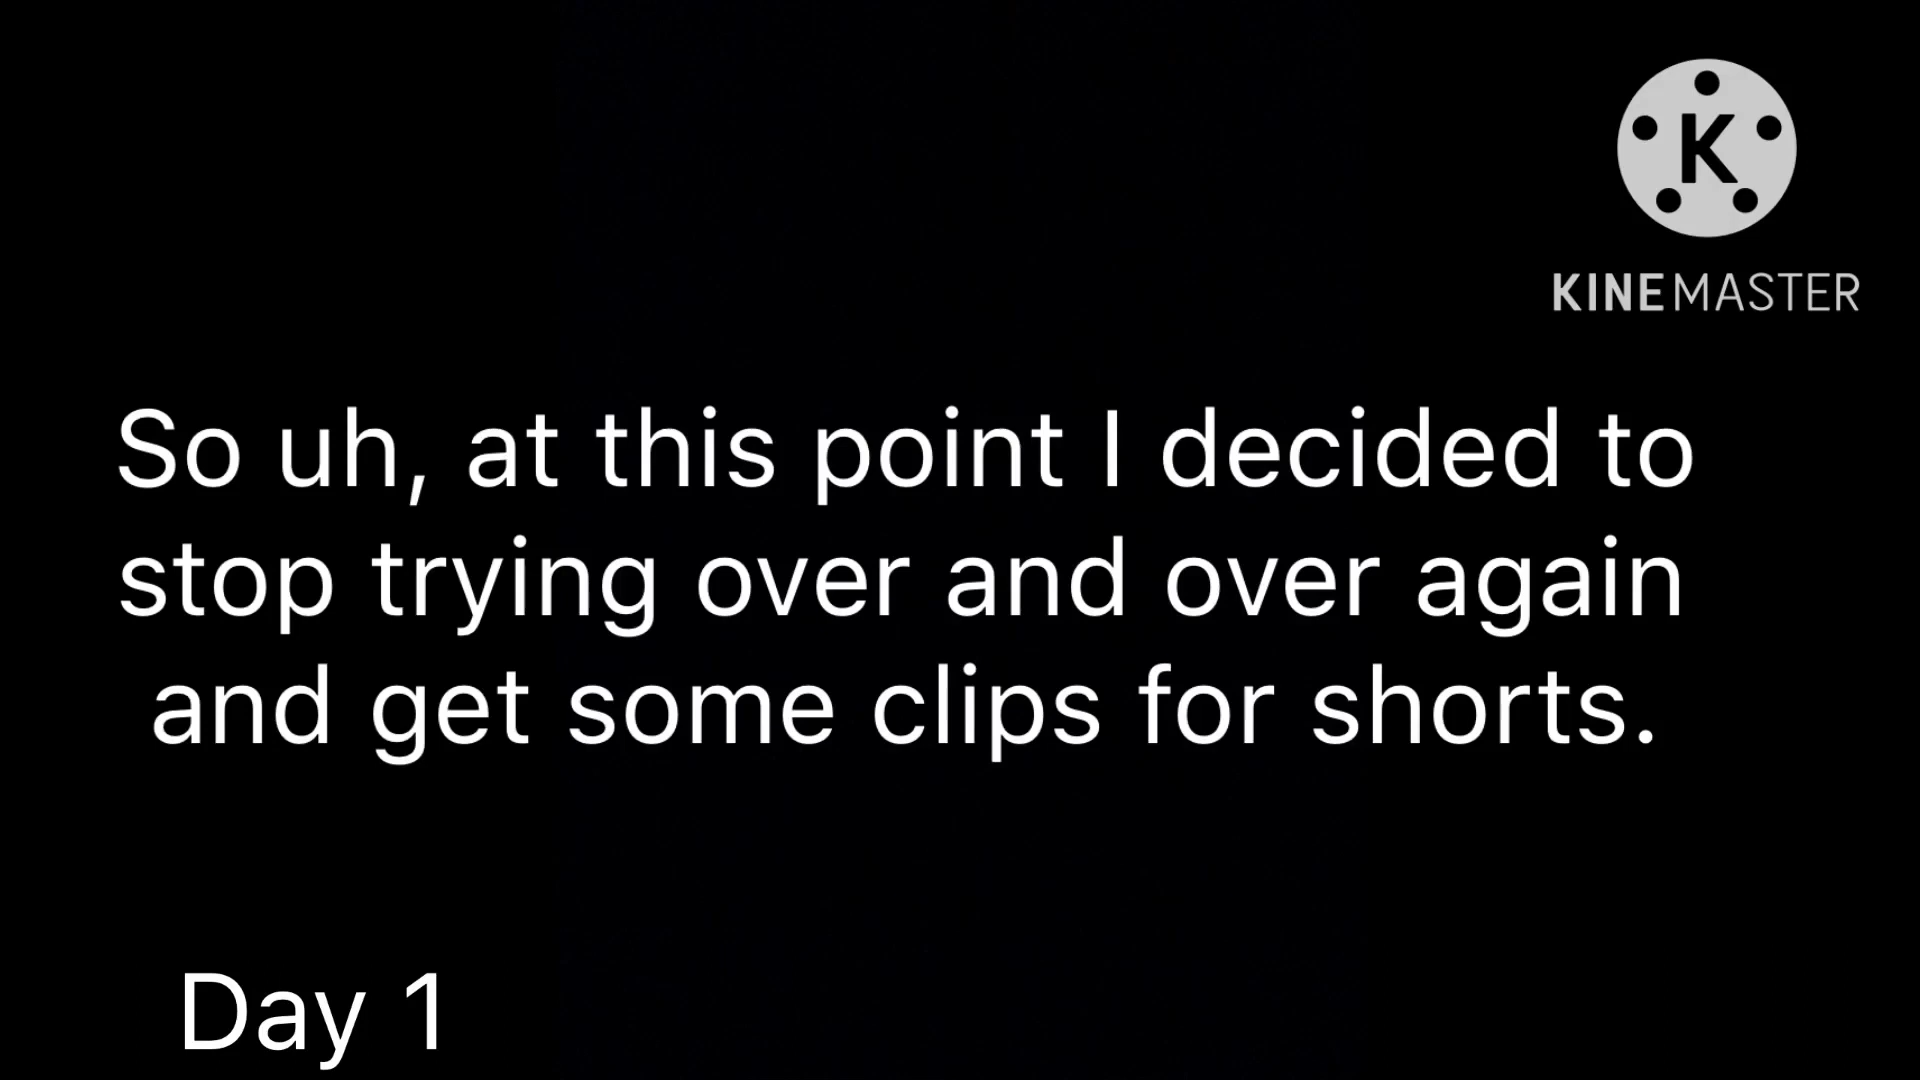 K
KINEMASTER
So uh, at this point I decided to
stop trying over and over again
and get some clips for shorts.
Day 1